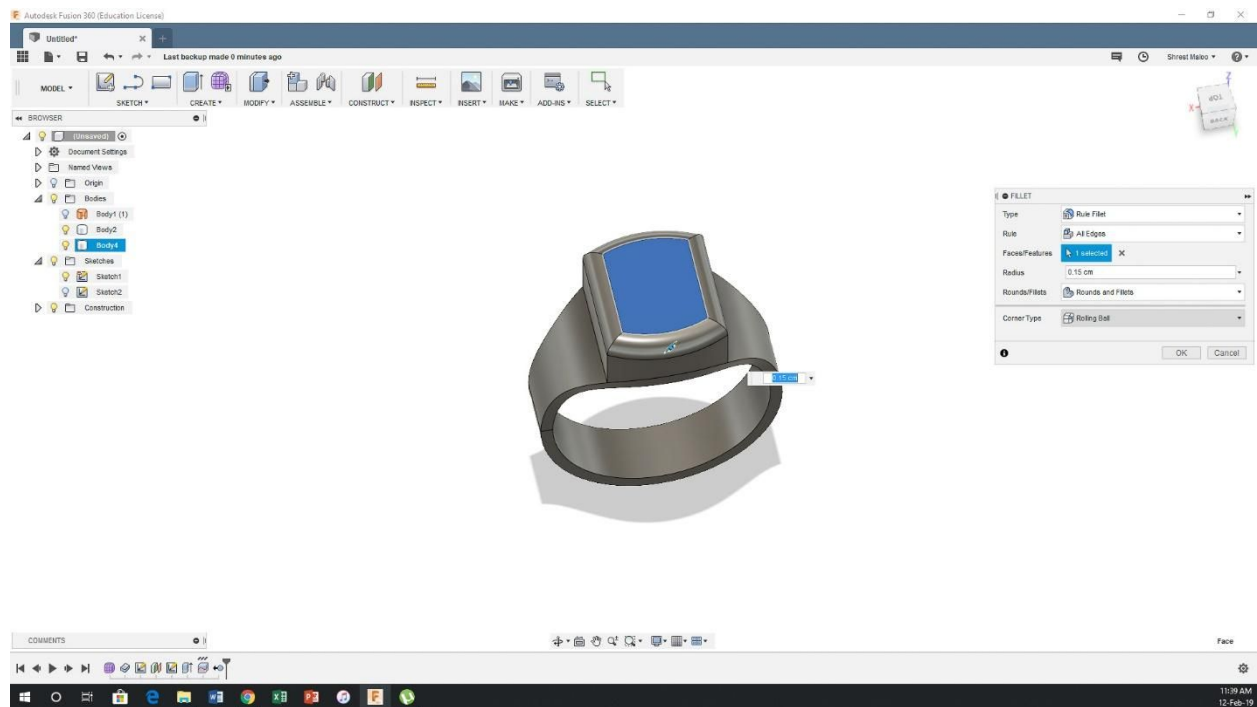 Autodesk Fusion 360 (Education License)
Untitled*
Last backup made 0 minutes ago
Shrest Maloo
MODEL
SKETCH
CREATE
MODIFY
ASSEMBLE
CONSTRUCT
INSPECT
INSERT
MAKE
ADD-INS
SELECT
BROWSER
(Unsaved)
Document Settings
Named Views
Origin
Bodies
Body1 (1)
Body2
Body4
Sketches
Sketch1
Sketch2
Construction
Z
X
TOP
BACK
FILLET
Type Rule Fillet
Rule All Edges
Faces/Features 1 selected
Radius 0.15 cm
Rounds/Fillets Rounds and Fillets
Corner Type Rolling Ball
OK Cancel
0.15 cm
COMMENTS
Face
11:39 AM
12-Feb-19